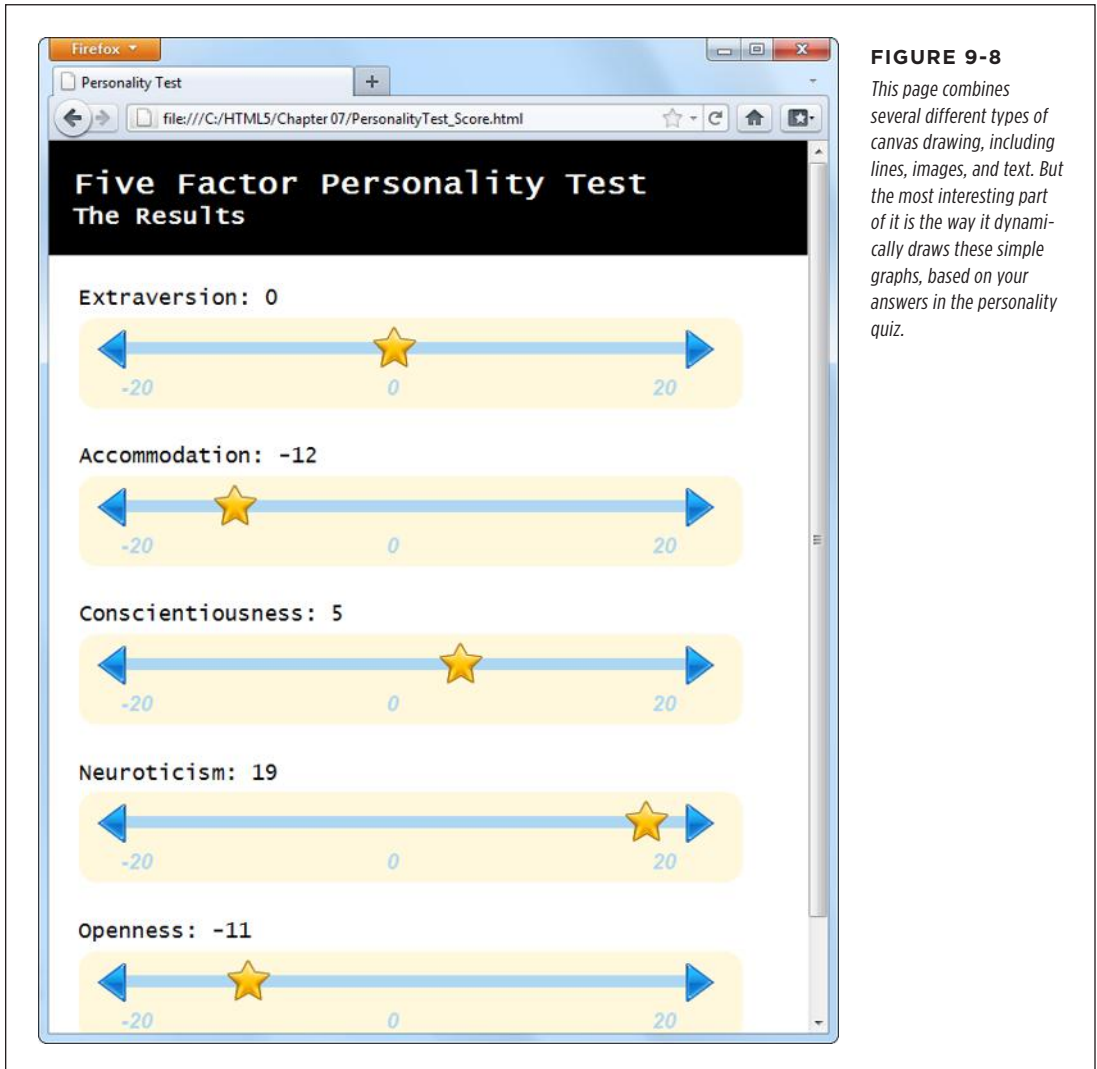 Firefox
Personality Test
file:///C:/HTML5/Chapter 07/PersonalityTest_Score.html
Five Factor Personality Test
The Results
Extraversion: 0
-20 0 20
Accommodation: -12
-20 0 20
Conscientiousness: 5
-20 0 20
Neuroticism: 19
-20 0 20
Openness: -11
-20 0 20
FIGURE 9-8
This page combines
several different types of
canvas drawing, including
lines, images, and text. But
the most interesting part
of it is the way it dynami-
cally draws these simple
graphs, based on your
answers in the personality
quiz.